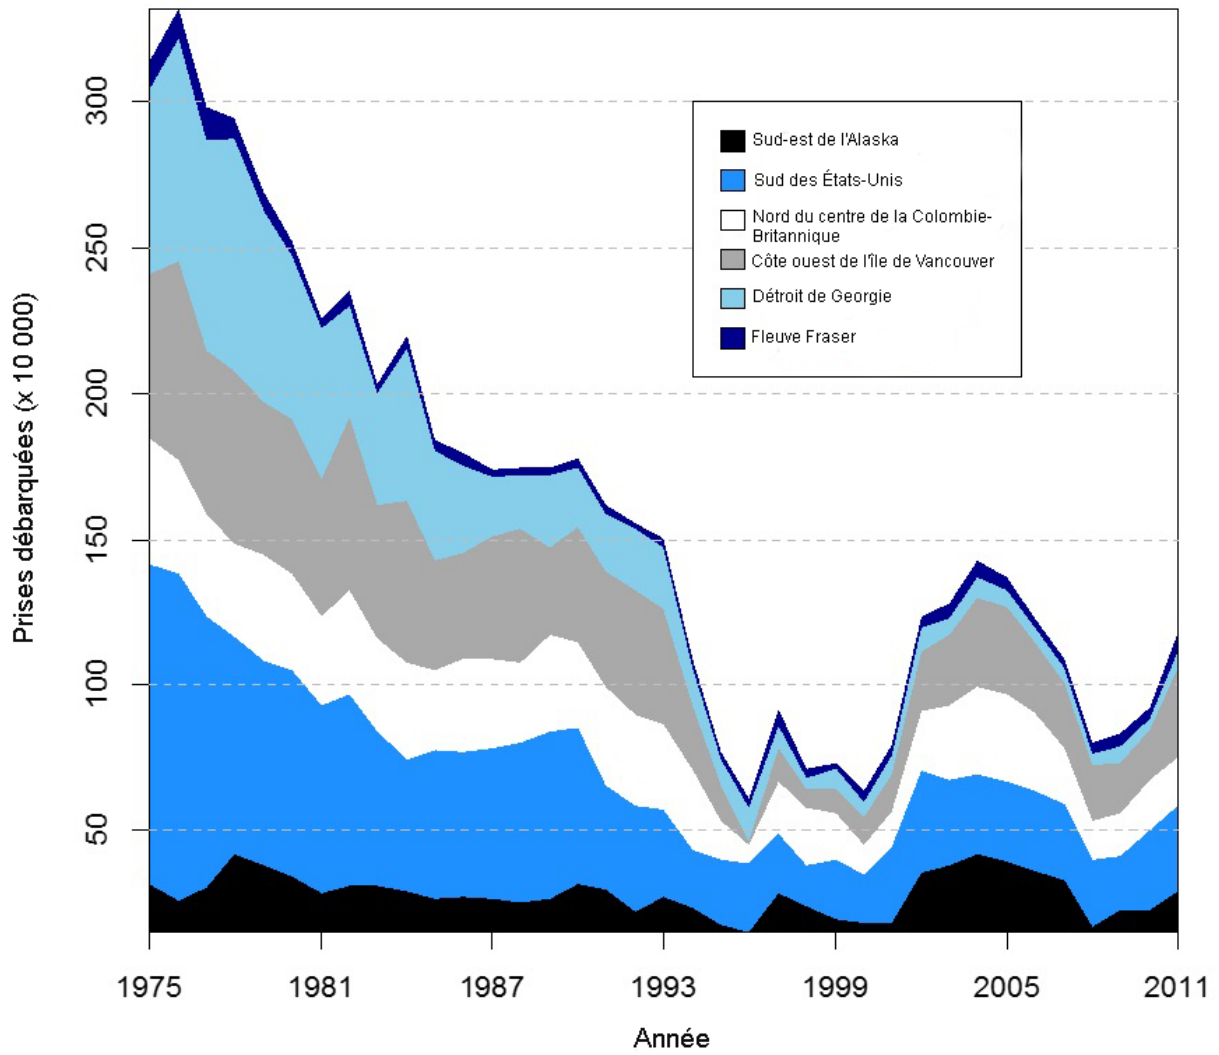 Prises débarquées (x 10 000)
300
250
200
150
100
50
Sud-est de l'Alaska
Sud des États-Unis
Nord du centre de la Colombie-
Britannique
Côte ouest de l'île de Vancouver
Détroit de Georgie
Fleuve Fraser
1975 1981 1987 1993 1999 2005 2011
Année